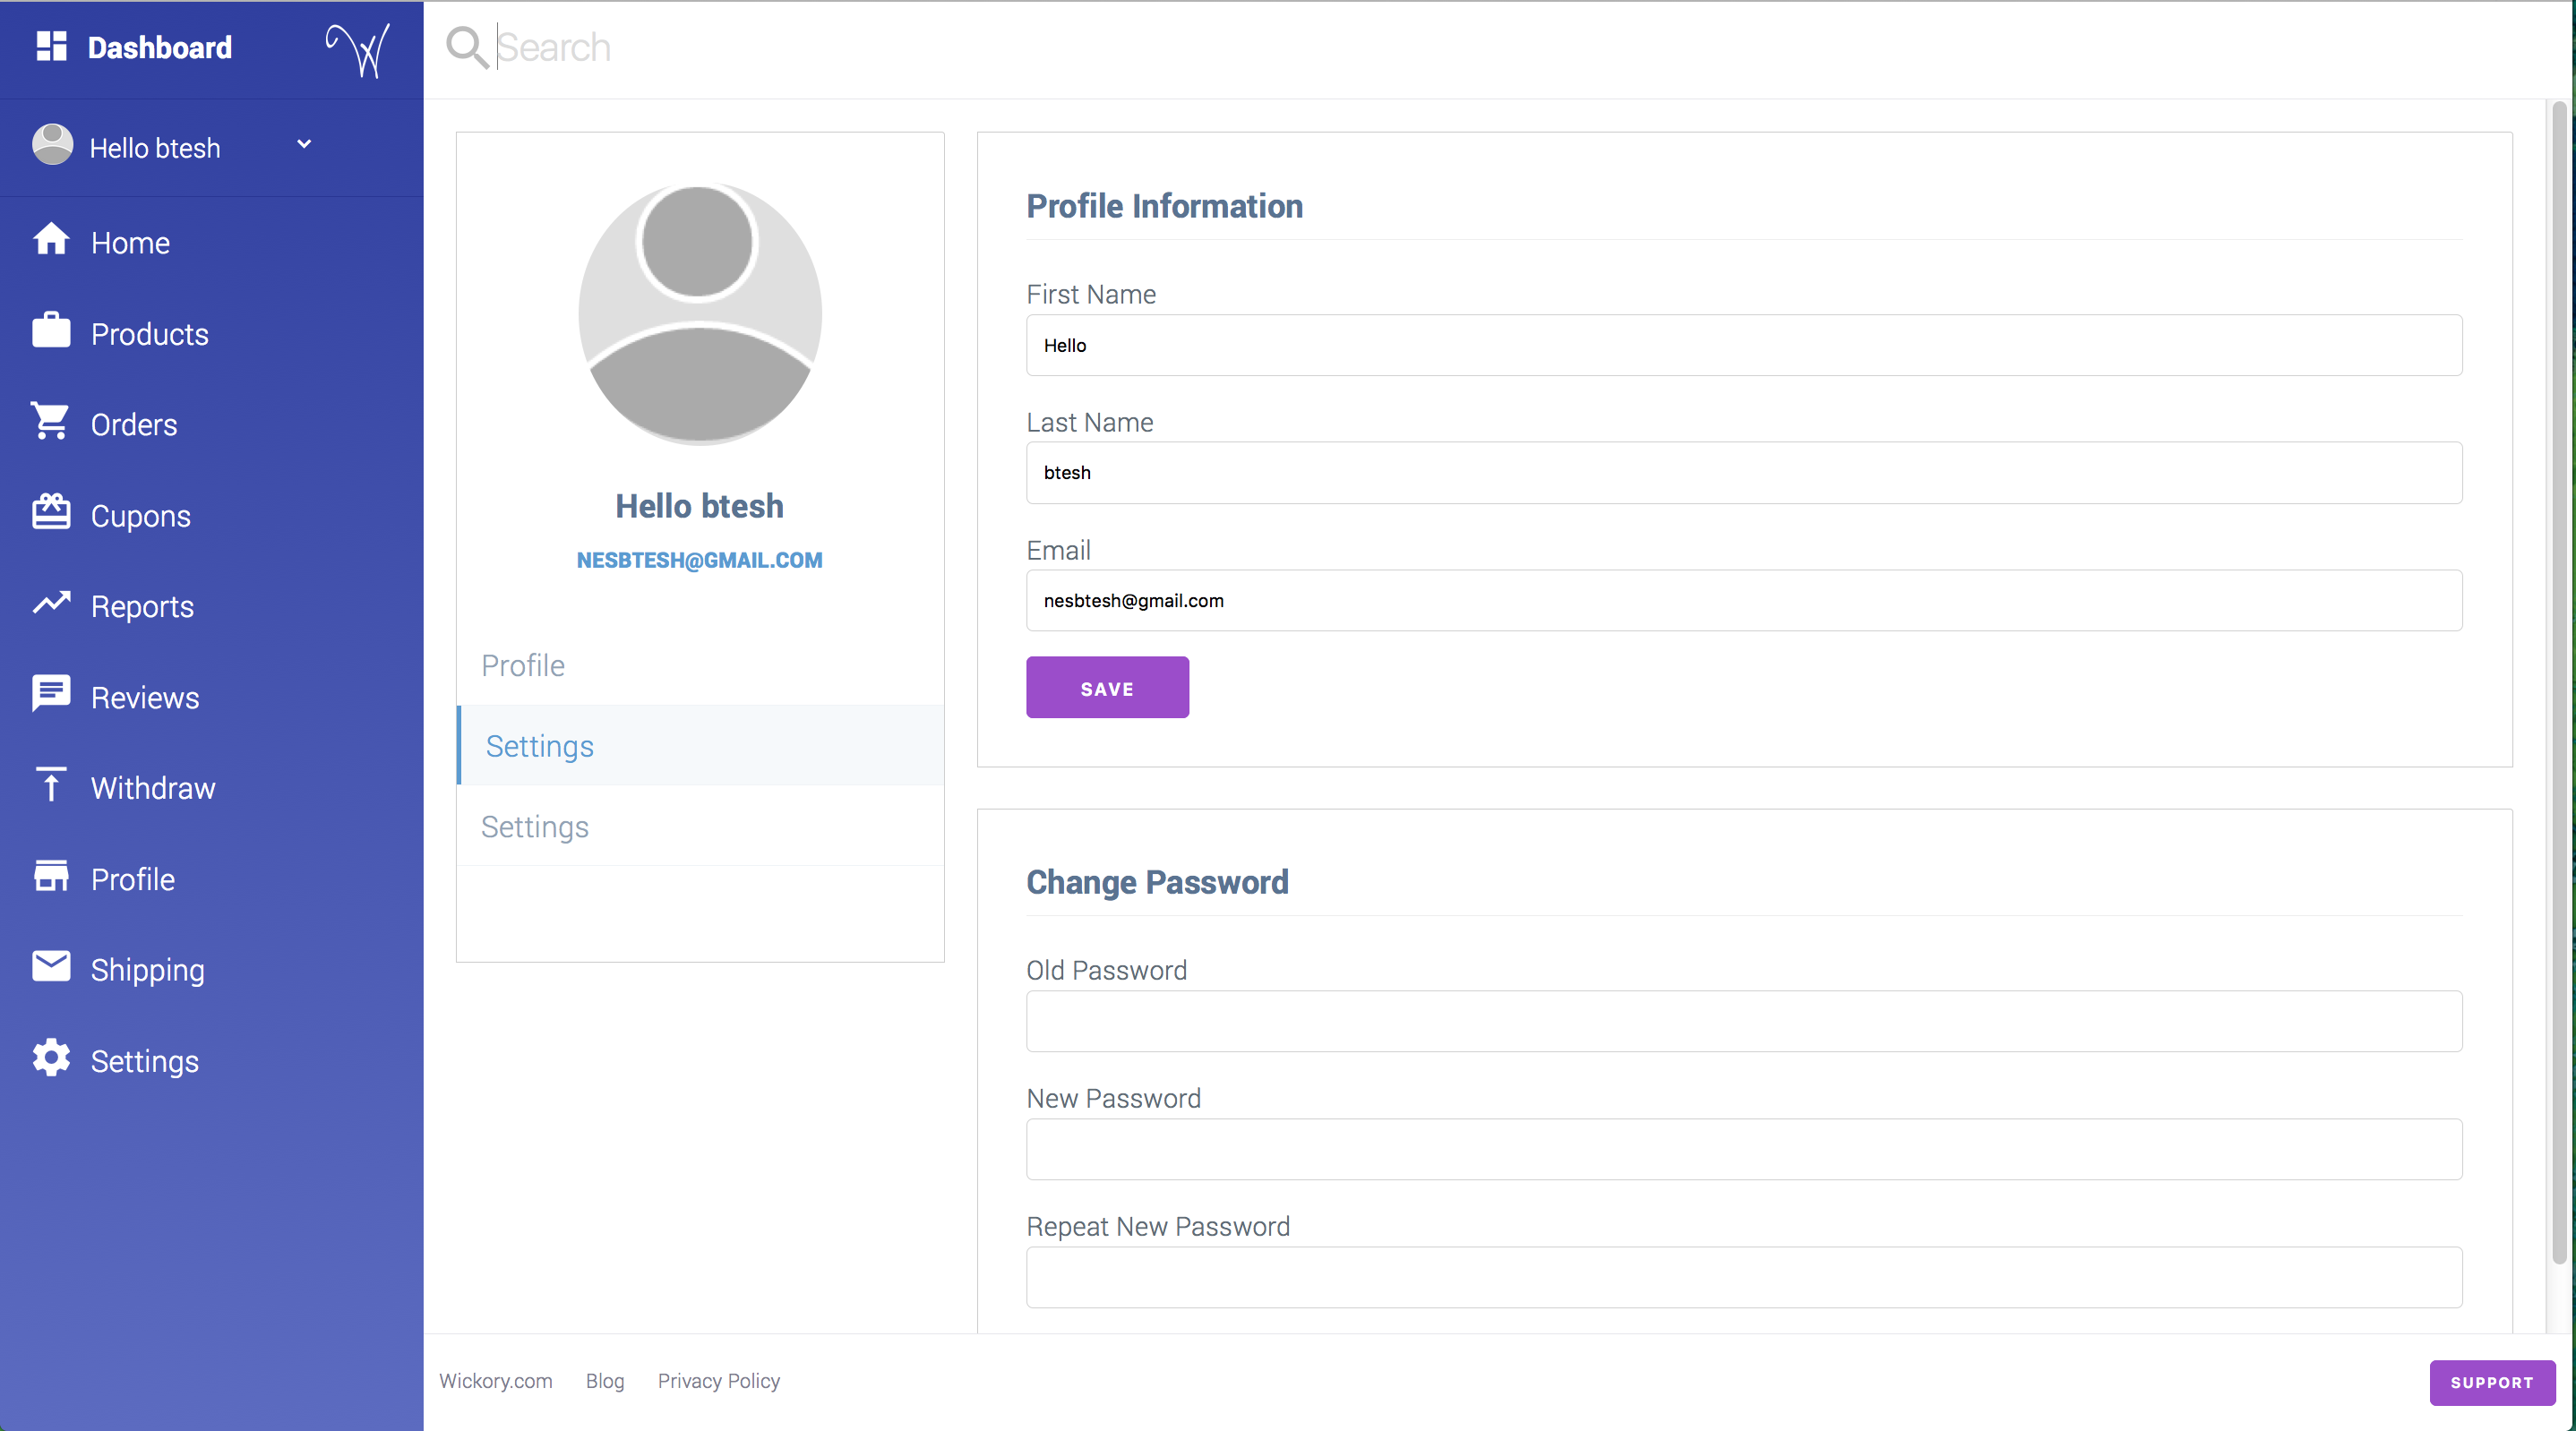 Dashboard
W
Search
Hello btesh
Home
Products
Orders
Cupons
Reports
Reviews
Withdraw
Profile
Shipping
Settings
Hello btesh
NESBTESH@GMAIL.COM
Profile
Settings
Settings
Profile Information
First Name
Hello
Last Name
btesh
Email
nesbtesh@gmail.com
SAVE
Change Password
Old Password
New Password
Repeat New Password
Wickory.com Blog Privacy Policy
SUPPORT